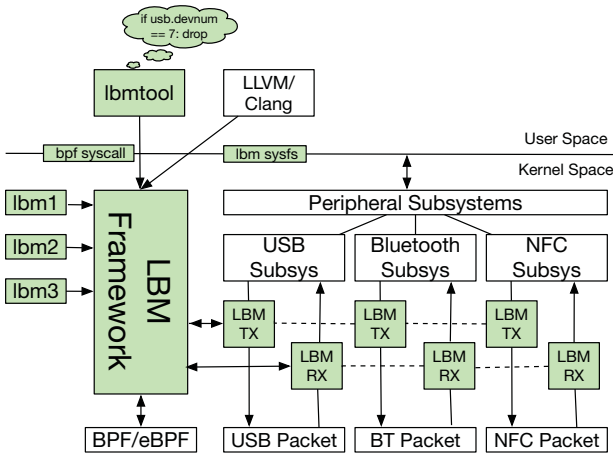 if usb.devnum
== 7: drop
lbmtool
LLVM/
Clang
User Space
bpf syscall
lbm sysfs
Kernel Space
lbm1
lbm2
lbm3
LBM
Framework
Peripheral Subsystems
USB
Subsys
Bluetooth
Subsys
NFC
Subsys
LBM
TX
LBM
TX
LBM
TX
LBM
RX
LBM
RX
LBM
RX
BPF/eBPF
USB Packet
BT Packet
NFC Packet